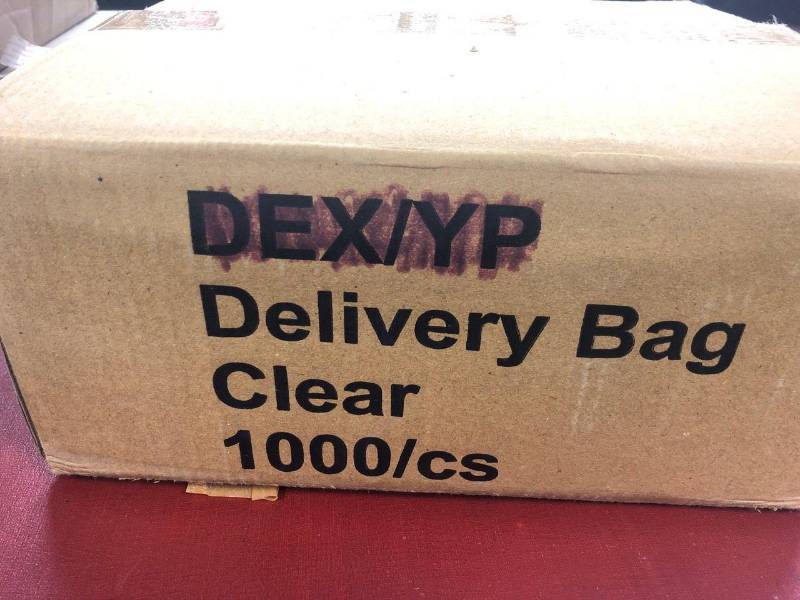 DEX/YP
Delivery Bag
Clear
1000/cs